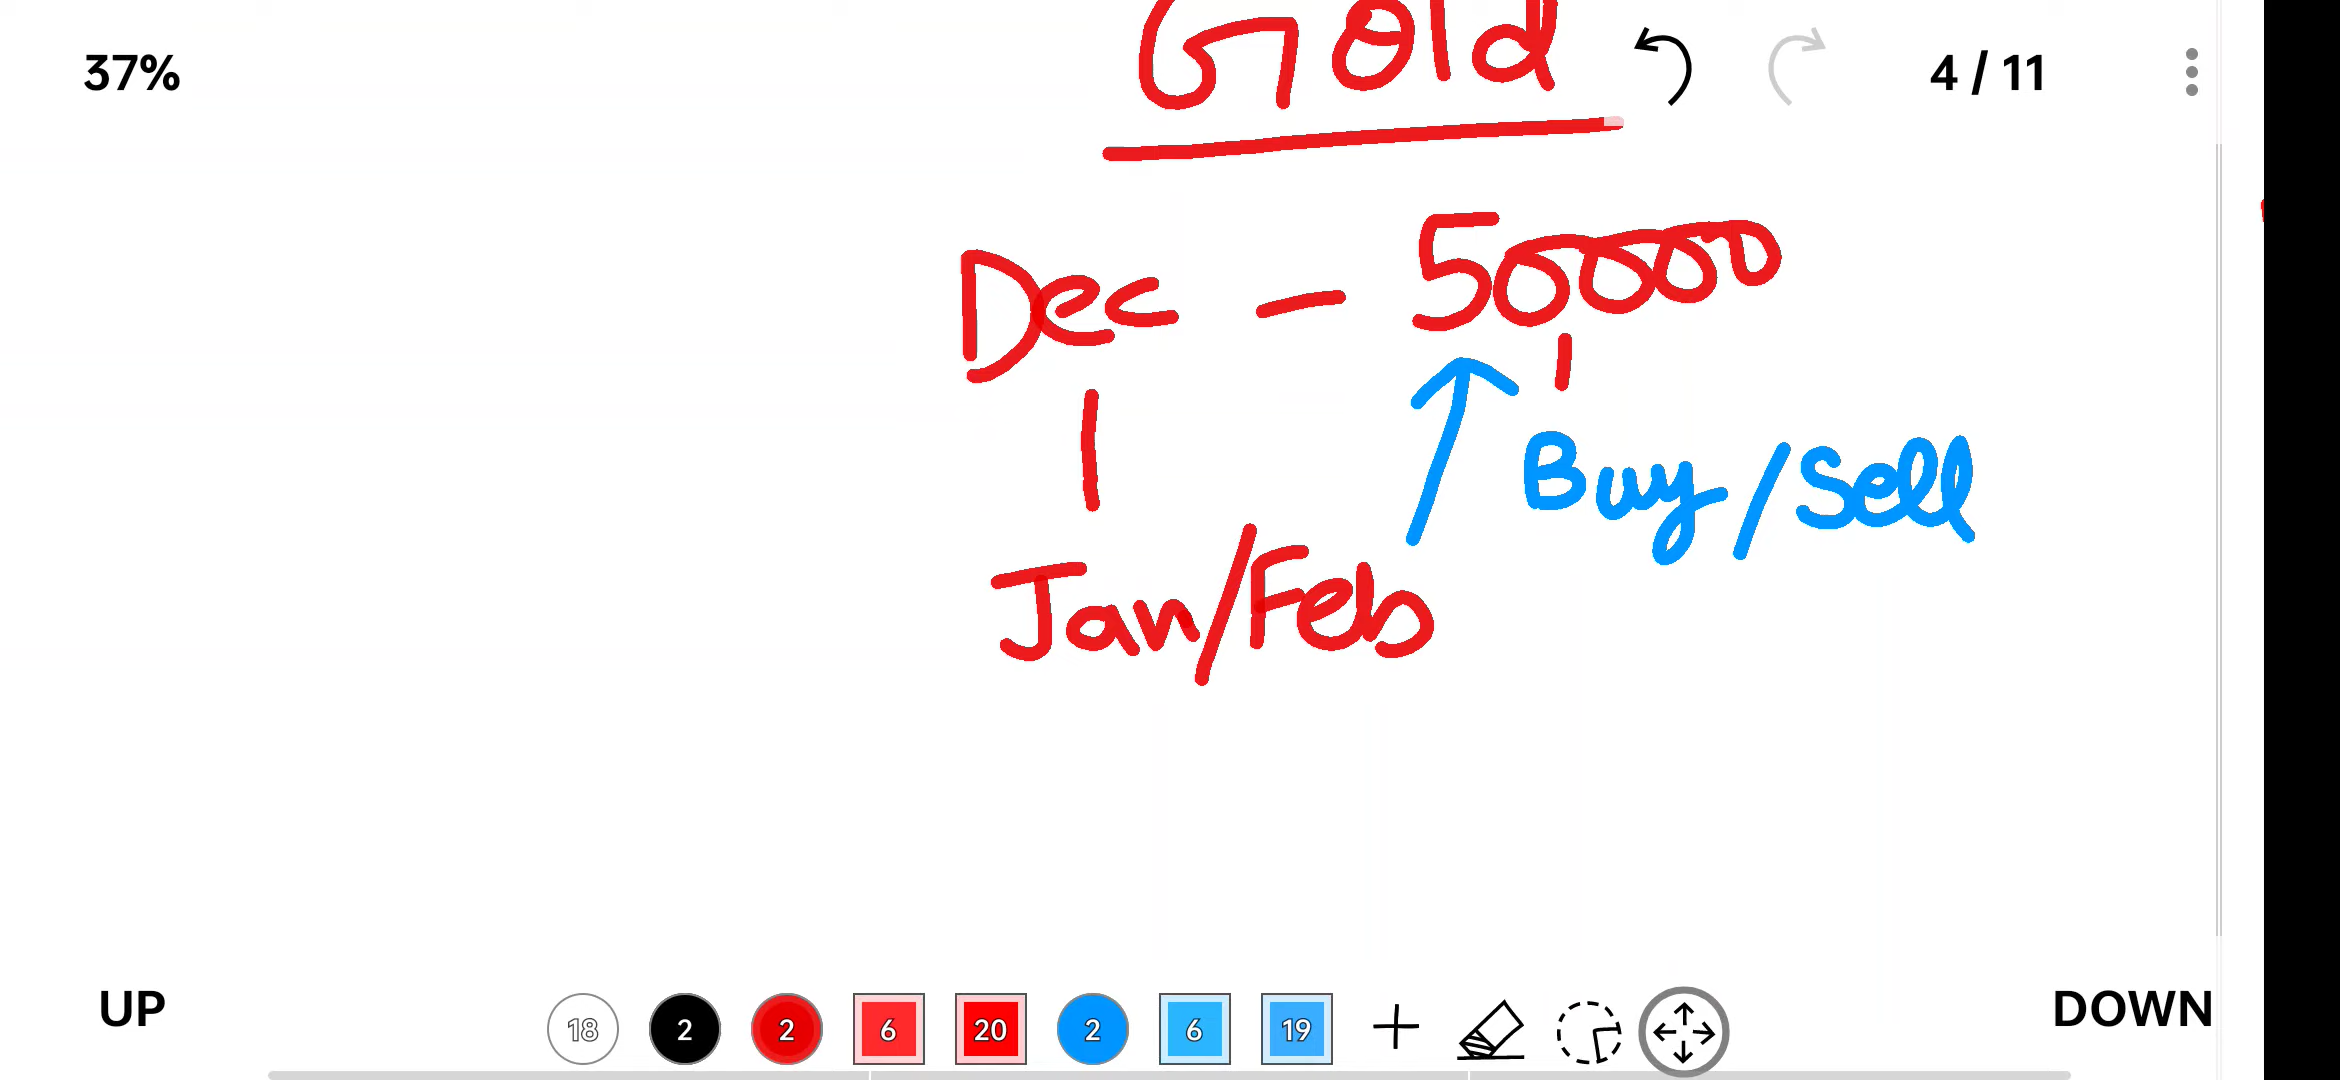 Gold
37%
4 / 11
Dec - 50000
Buy/Sell
Jan/Feb
UP
DOWN
18 2 2 6 20 2 6 19